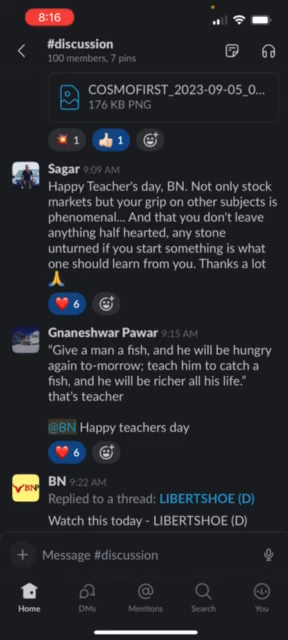 8:16
#discussion
100 members, 7 pins
COSMOFIRST_2023-09-05_0...
176 KB PNG
1 1
Sagar 9:09 AM
Happy Teacher's day, BN. Not only stock
markets but your grip on other subjects is
phenomenal... And that you don't leave
anything half hearted, any stone
unturned if you start something is what
one should learn from you. Thanks a lot
🙏
6
Gnaneshwar Pawar 9:15 AM
“Give a man a fish, and he will be hungry
again to-morrow; teach him to catch a
fish, and he will be richer all his life.”
that's teacher
@BN Happy teachers day
6
BN 9:22 AM
Replied to a thread: LIBERTSHOE (D)
Watch this today - LIBERTSHOE (D)
Message #discussion
Home DMs Mentions Search You